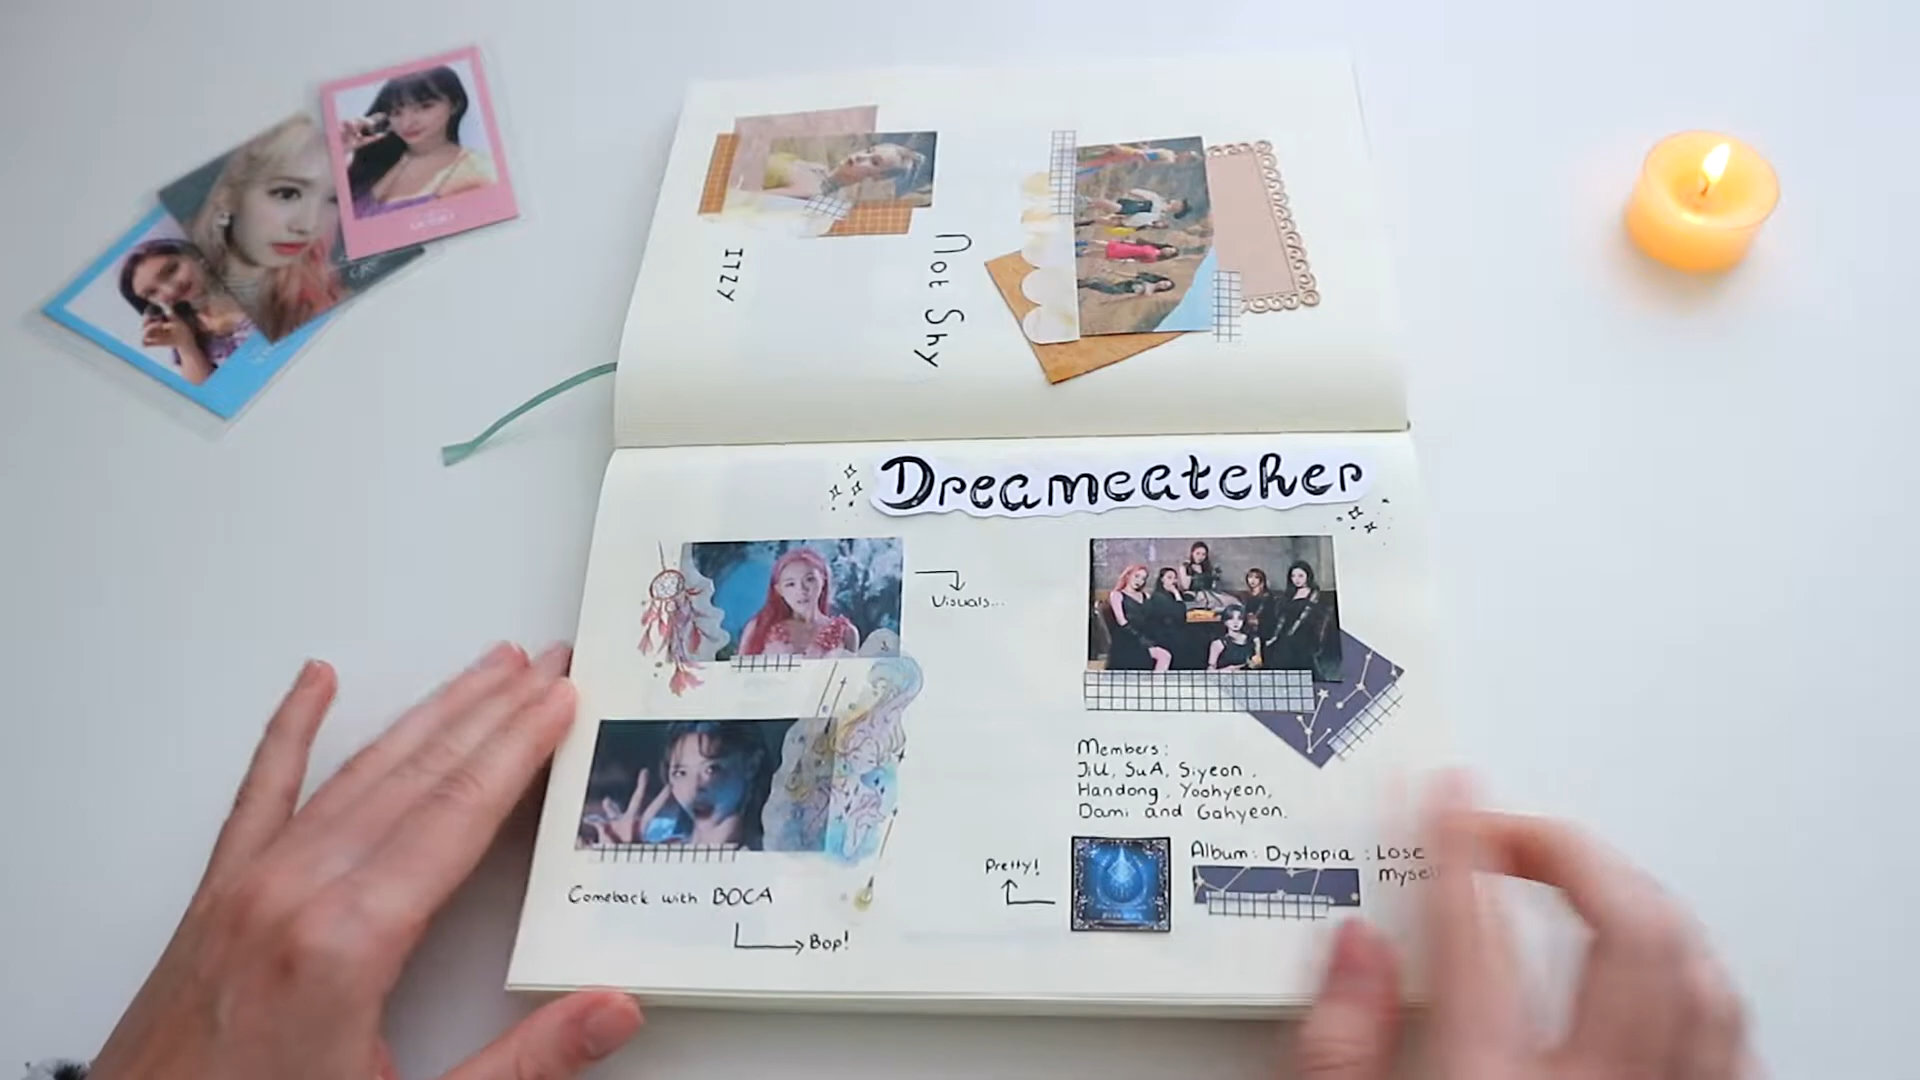 ITZY
Not Shy
Dreamcatcher
Visuals...
Comeback with BOCA
Bop!
Members:
JiU, SuA, Siyeon,
Handong, Yoohyeon,
Dami and Gahyeon.
Pretty!
Album: Dystopia : Lose
Myself